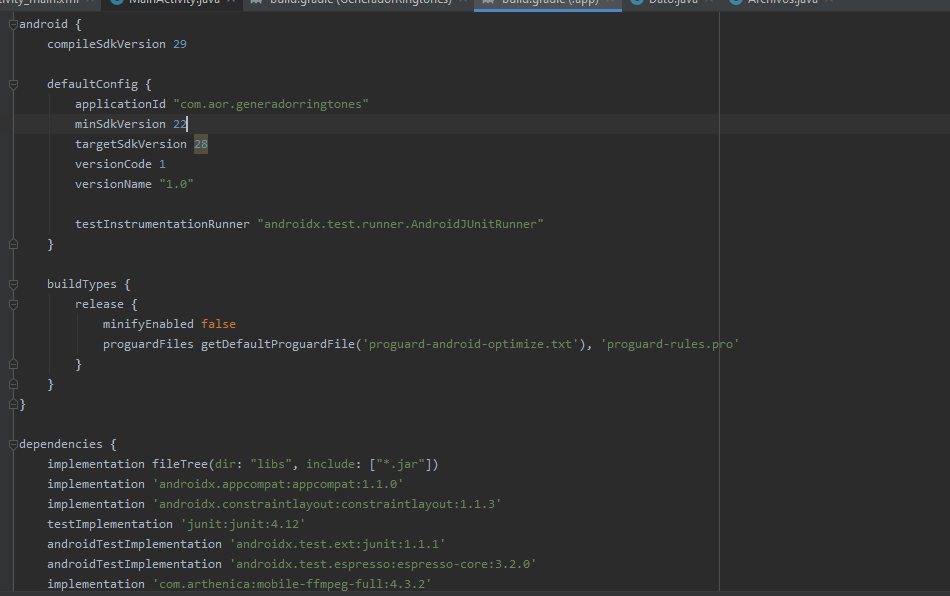 MainActivity.java
build.gradle (GeneradorRingtones)
build.gradle (:app)
Dato.java
Archivos.java
android {
compileSdkVersion 29
defaultConfig {
applicationId "com.aor.generadorringtones"
minSdkVersion 22
targetSdkVersion 28
versionCode 1
versionName "1.0"
testInstrumentationRunner "androidx.test.runner.AndroidJUnitRunner"
}
buildTypes {
release {
minifyEnabled false
proguardFiles getDefaultProguardFile('proguard-android-optimize.txt'), 'proguard-rules.pro'
}
}
}
dependencies {
implementation fileTree(dir: "libs", include: ["*.jar"])
implementation 'androidx.appcompat:appcompat:1.1.0'
implementation 'androidx.constraintlayout:constraintlayout:1.1.3'
testImplementation 'junit:junit:4.12'
androidTestImplementation 'androidx.test.ext:junit:1.1.1'
androidTestImplementation 'androidx.test.espresso:espresso-core:3.2.0'
implementation 'com.arthenica:mobile-ffmpeg-full:4.3.2'